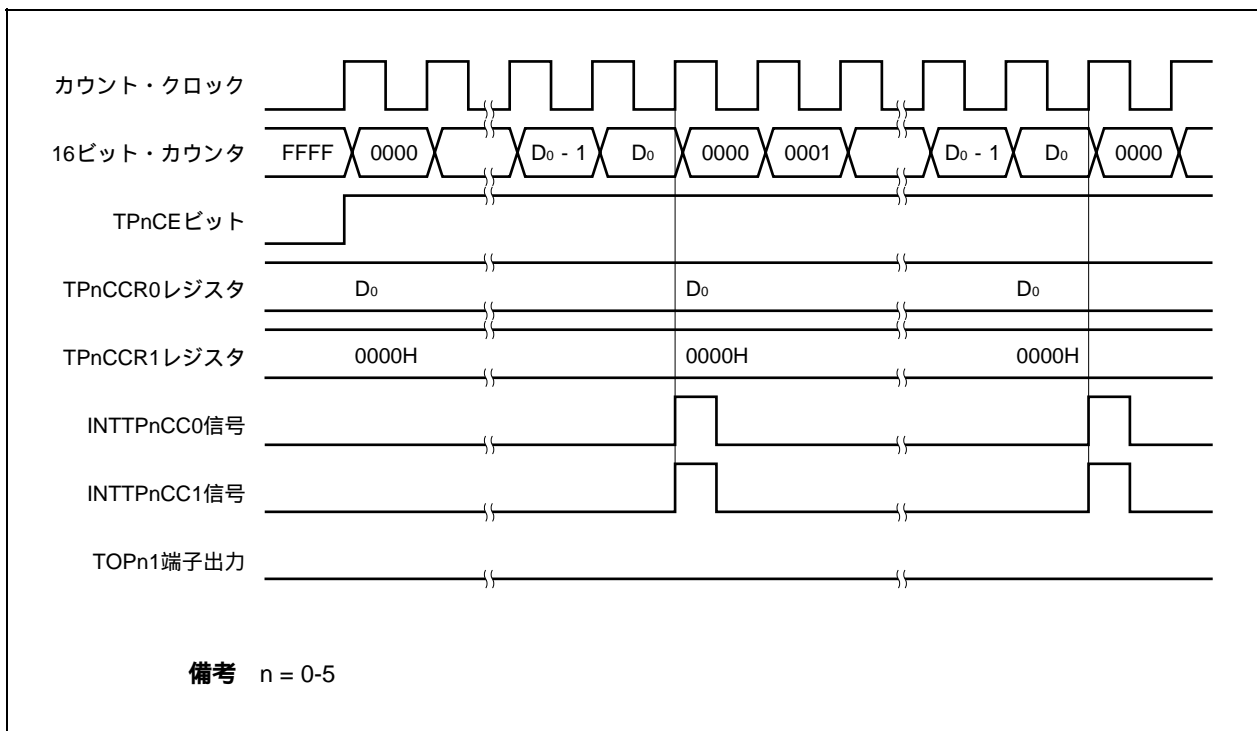 カウント・クロック
16ビット・カウンタ FFFF 0000 D0 - 1 D0 0000 0001 D0 - 1 D0 0000
TPnCEビット
TPnCCR0レジスタ D0 D0 D0
TPnCCR1レジスタ 0000H 0000H 0000H
INTTPnCC0信号
INTTPnCC1信号
TOPn1端子出力
備考 n = 0-5